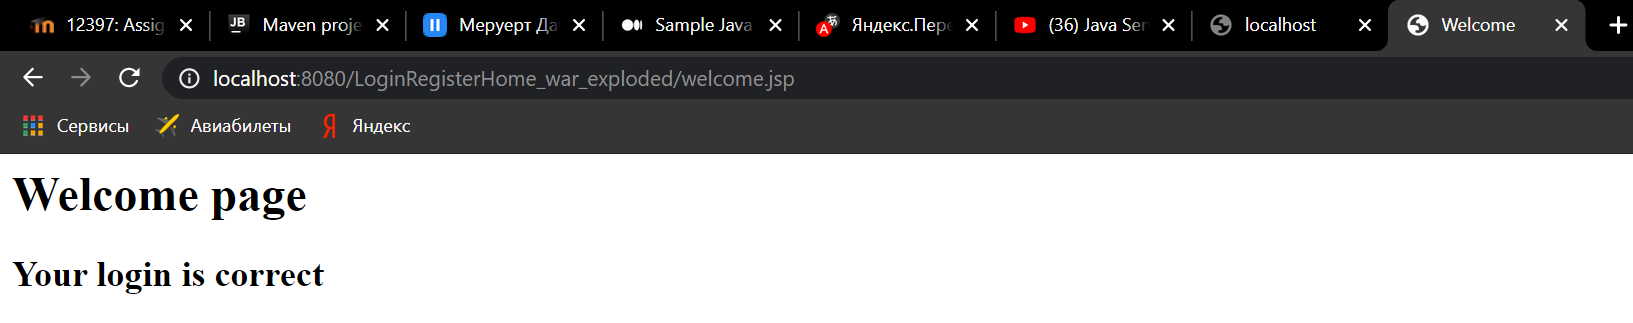 12397: Assig
JB
Maven proje
Меруерт Да
Sample Java
Яндекс.Пере
(36) Java Ser
localhost
Welcome
localhost:8080/LoginRegisterHome_war_exploded/welcome.jsp
Сервисы
Авиабилеты
Я
Яндекс
Welcome page
Your login is correct